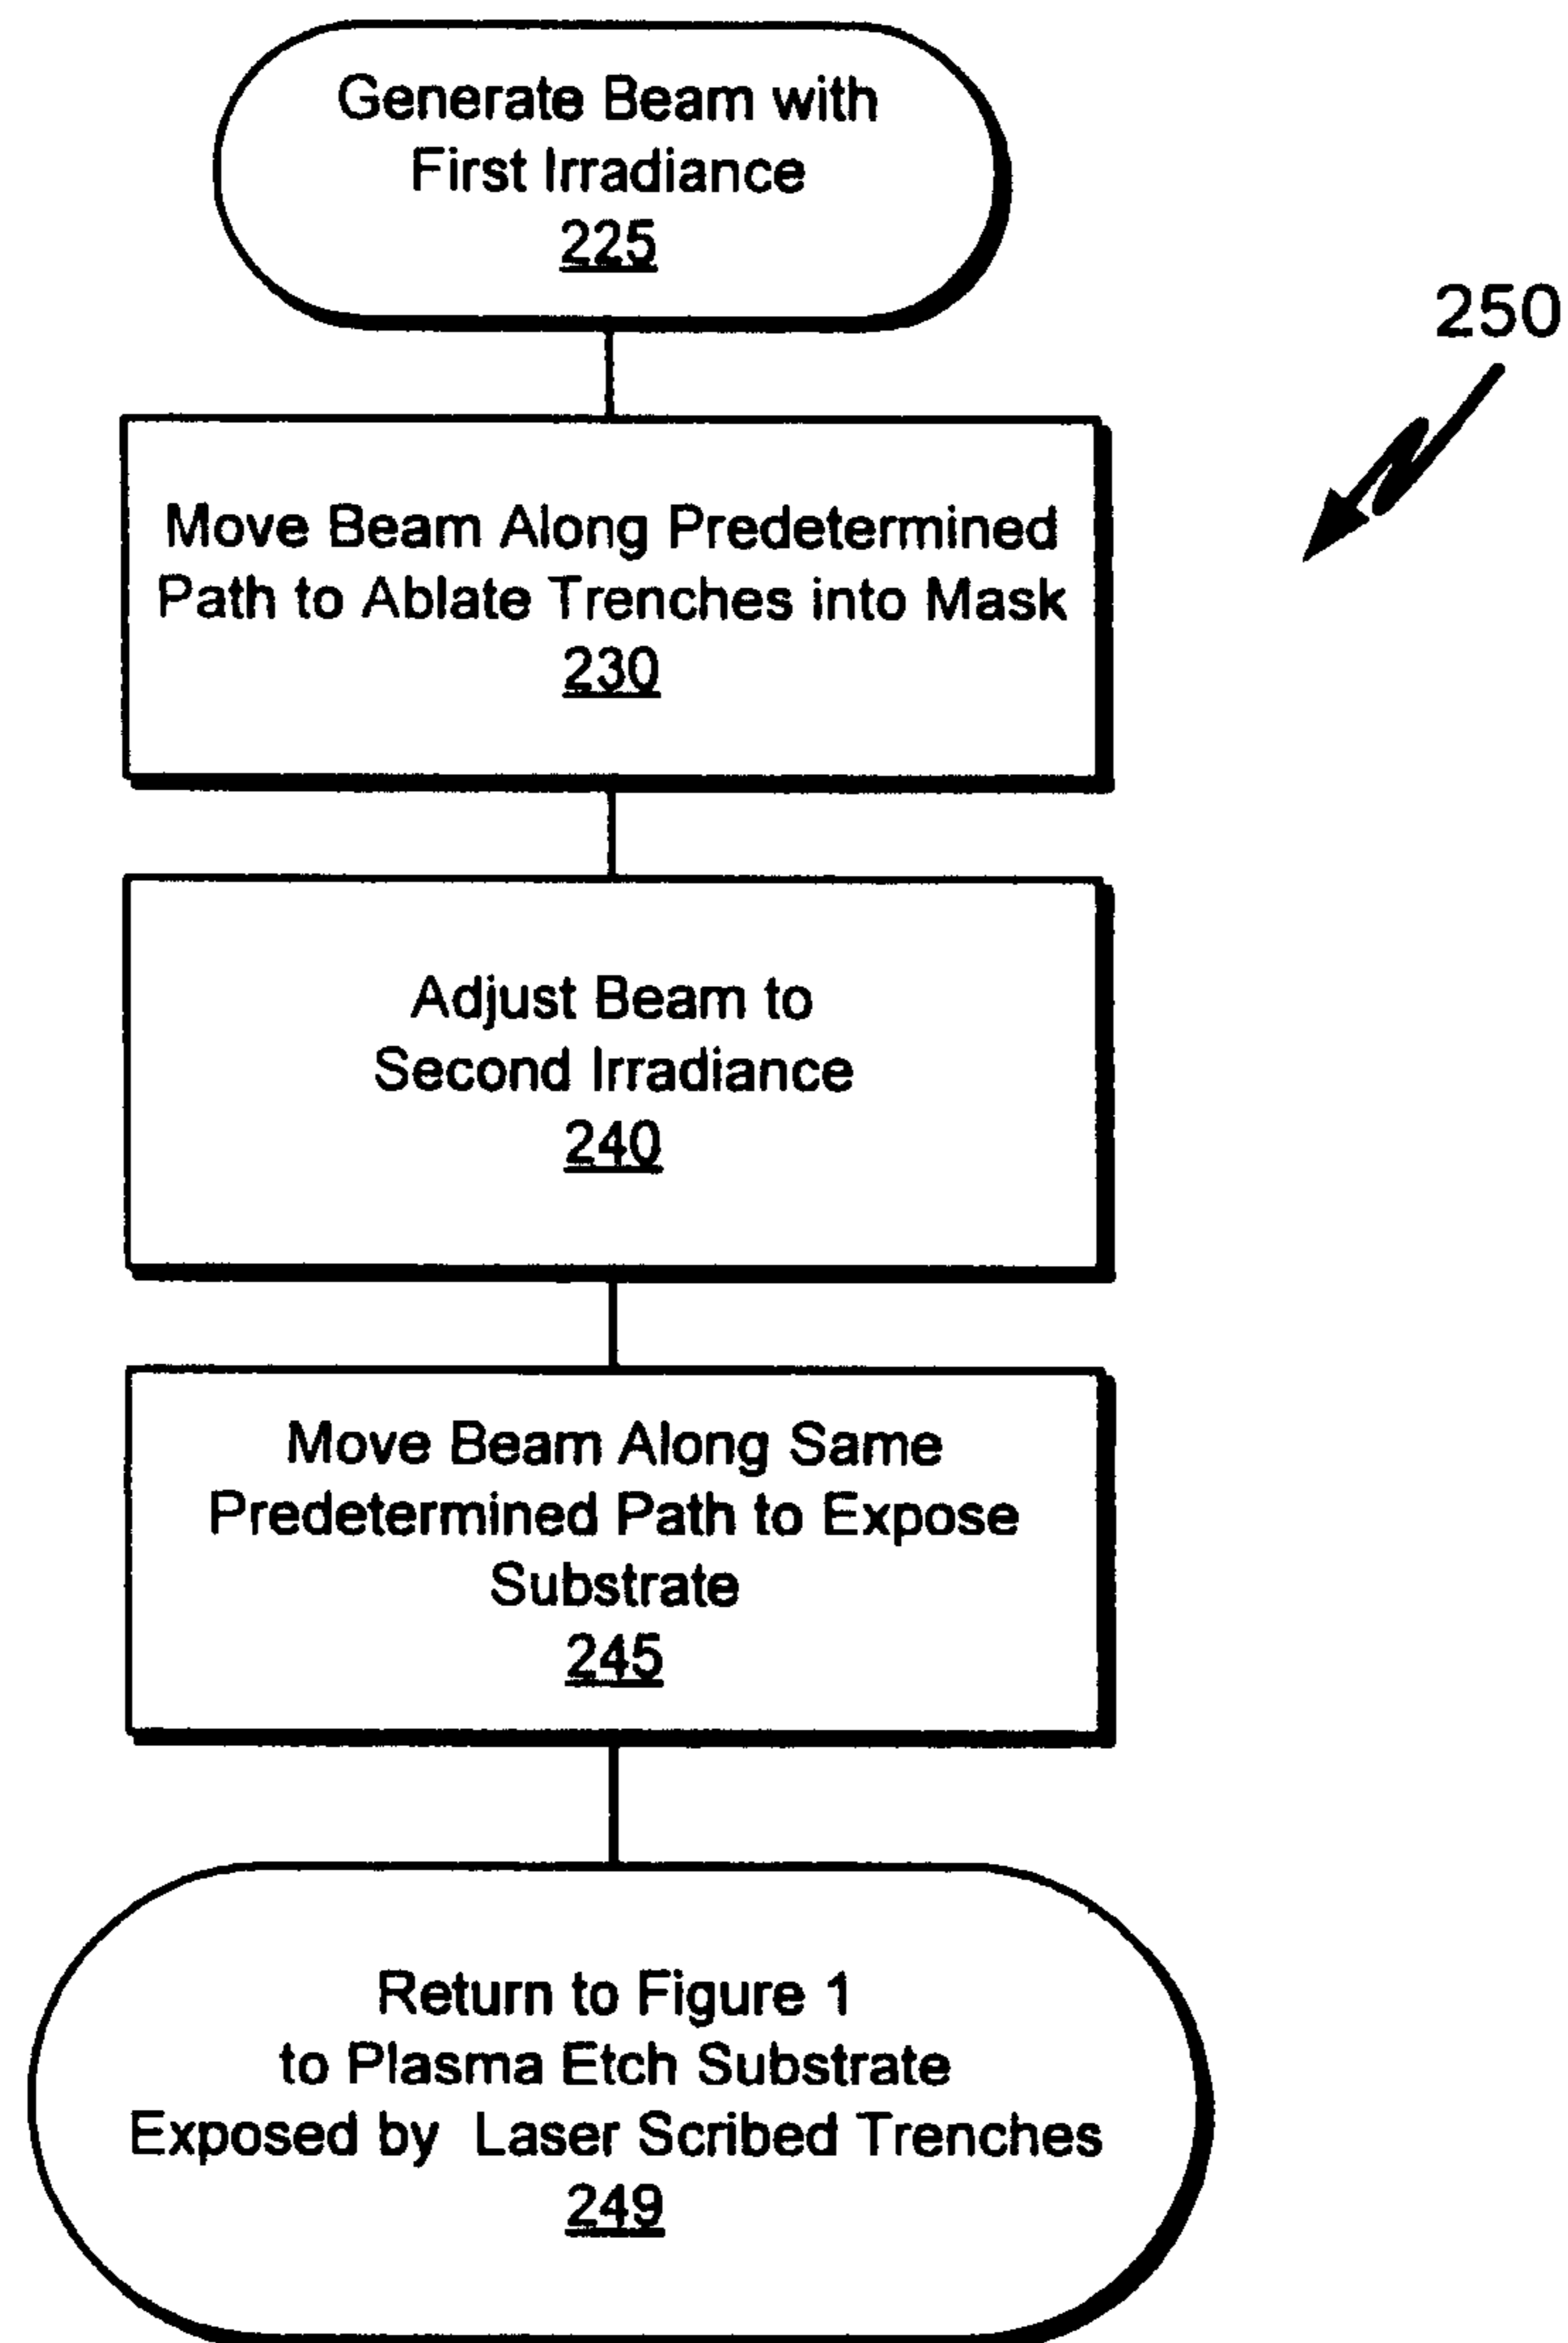 Generate Beam with
First Irradiance
225
250
Move Beam Along Predetermined
Path to Ablate Trenches into Mask
230
Adjust Beam to
Second Irradiance
240
Move Beam Along Same
Predetermined Path to Expose
Substrate
245
Return to Figure 1
to Plasma Etch Substrate
Exposed by Laser Scribed Trenches
249